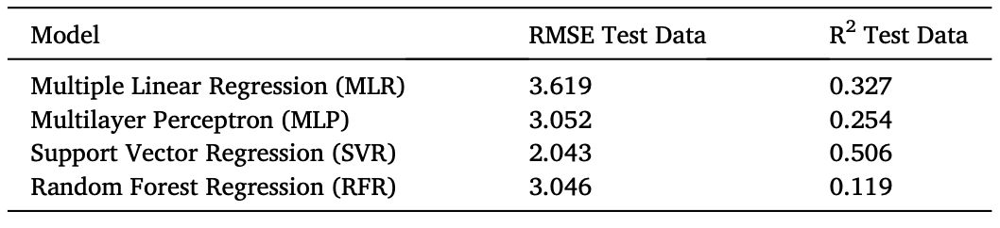 Model RMSE Test Data R² Test Data
Multiple Linear Regression (MLR) 3.619 0.327
Multilayer Perceptron (MLP) 3.052 0.254
Support Vector Regression (SVR) 2.043 0.506
Random Forest Regression (RFR) 3.046 0.119